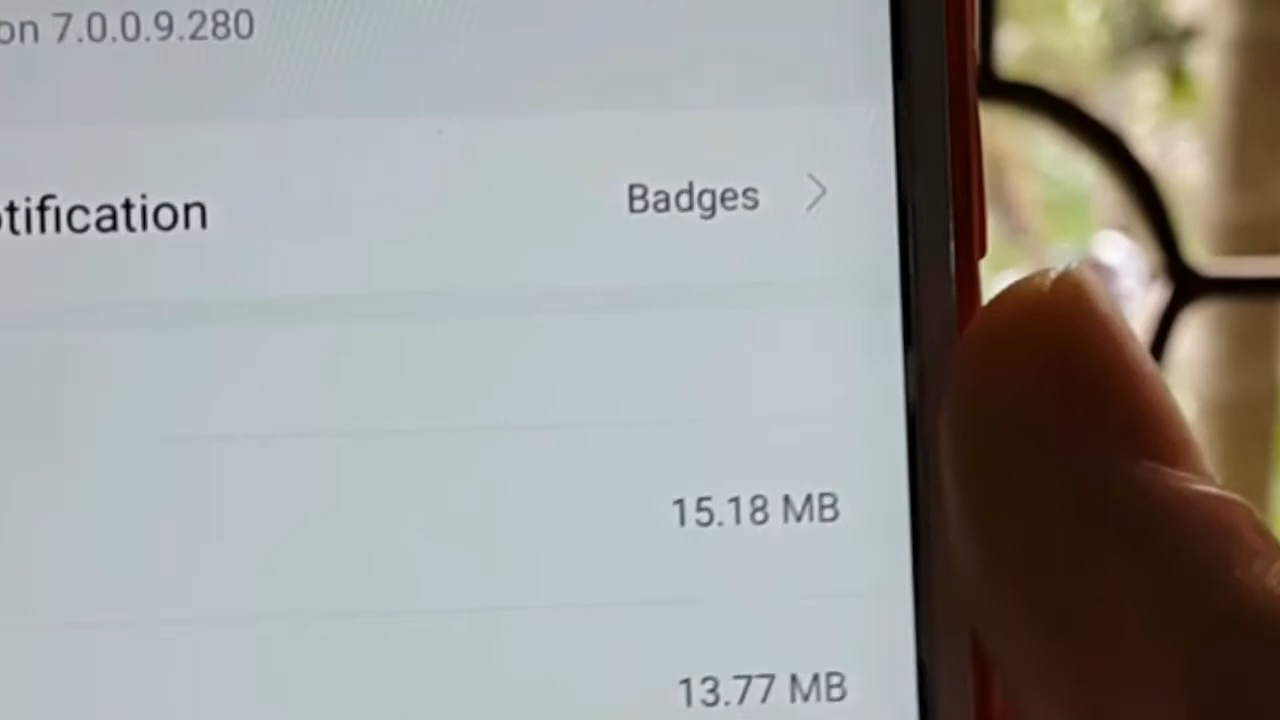 on 7.0.0.9.280
otification Badges
15.18 MB
13.77 MB